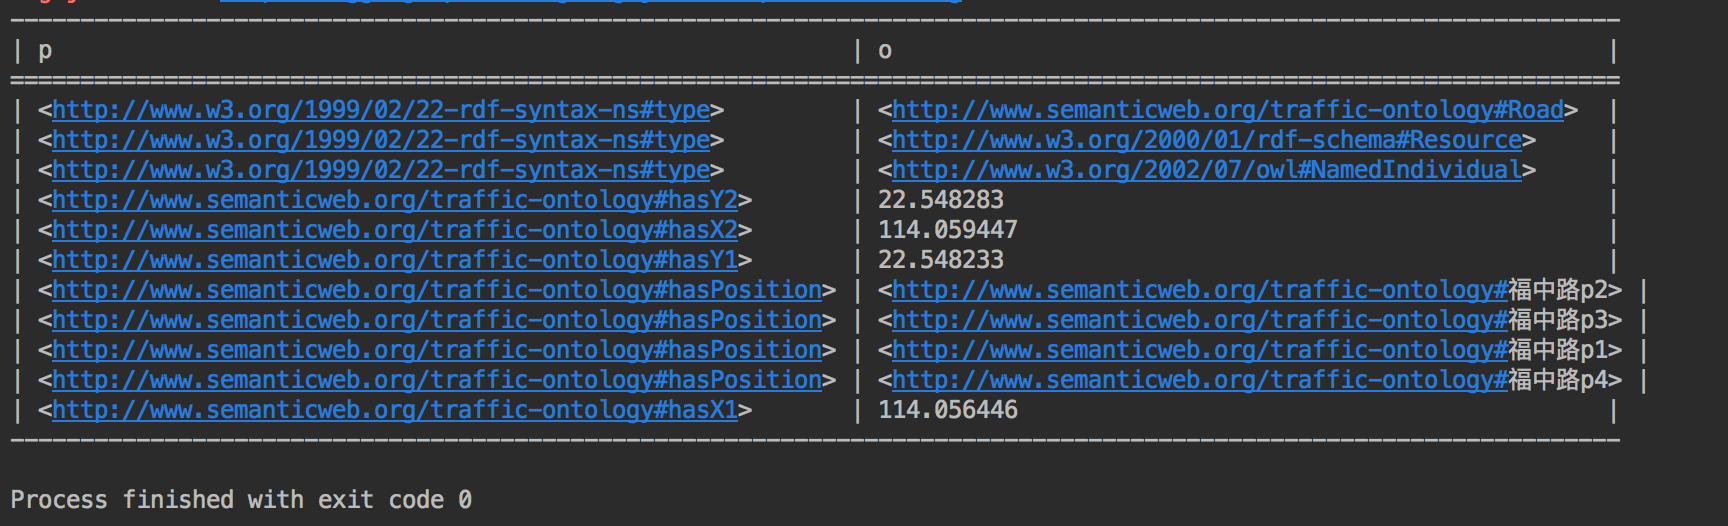 | p | o |
| <http://www.w3.org/1999/02/22-rdf-syntax-ns#type> | <http://www.semanticweb.org/traffic-ontology#Road> |
| <http://www.w3.org/1999/02/22-rdf-syntax-ns#type> | <http://www.w3.org/2000/01/rdf-schema#Resource> |
| <http://www.w3.org/1999/02/22-rdf-syntax-ns#type> | <http://www.w3.org/2002/07/owl#NamedIndividual> |
| <http://www.semanticweb.org/traffic-ontology#hasY2> | 22.548283 |
| <http://www.semanticweb.org/traffic-ontology#hasX2> | 114.059447 |
| <http://www.semanticweb.org/traffic-ontology#hasY1> | 22.548233 |
| <http://www.semanticweb.org/traffic-ontology#hasPosition> | <http://www.semanticweb.org/traffic-ontology#福中路p2> |
| <http://www.semanticweb.org/traffic-ontology#hasPosition> | <http://www.semanticweb.org/traffic-ontology#福中路p3> |
| <http://www.semanticweb.org/traffic-ontology#hasPosition> | <http://www.semanticweb.org/traffic-ontology#福中路p1> |
| <http://www.semanticweb.org/traffic-ontology#hasPosition> | <http://www.semanticweb.org/traffic-ontology#福中路p4> |
| <http://www.semanticweb.org/traffic-ontology#hasX1> | 114.056446 |
Process finished with exit code 0